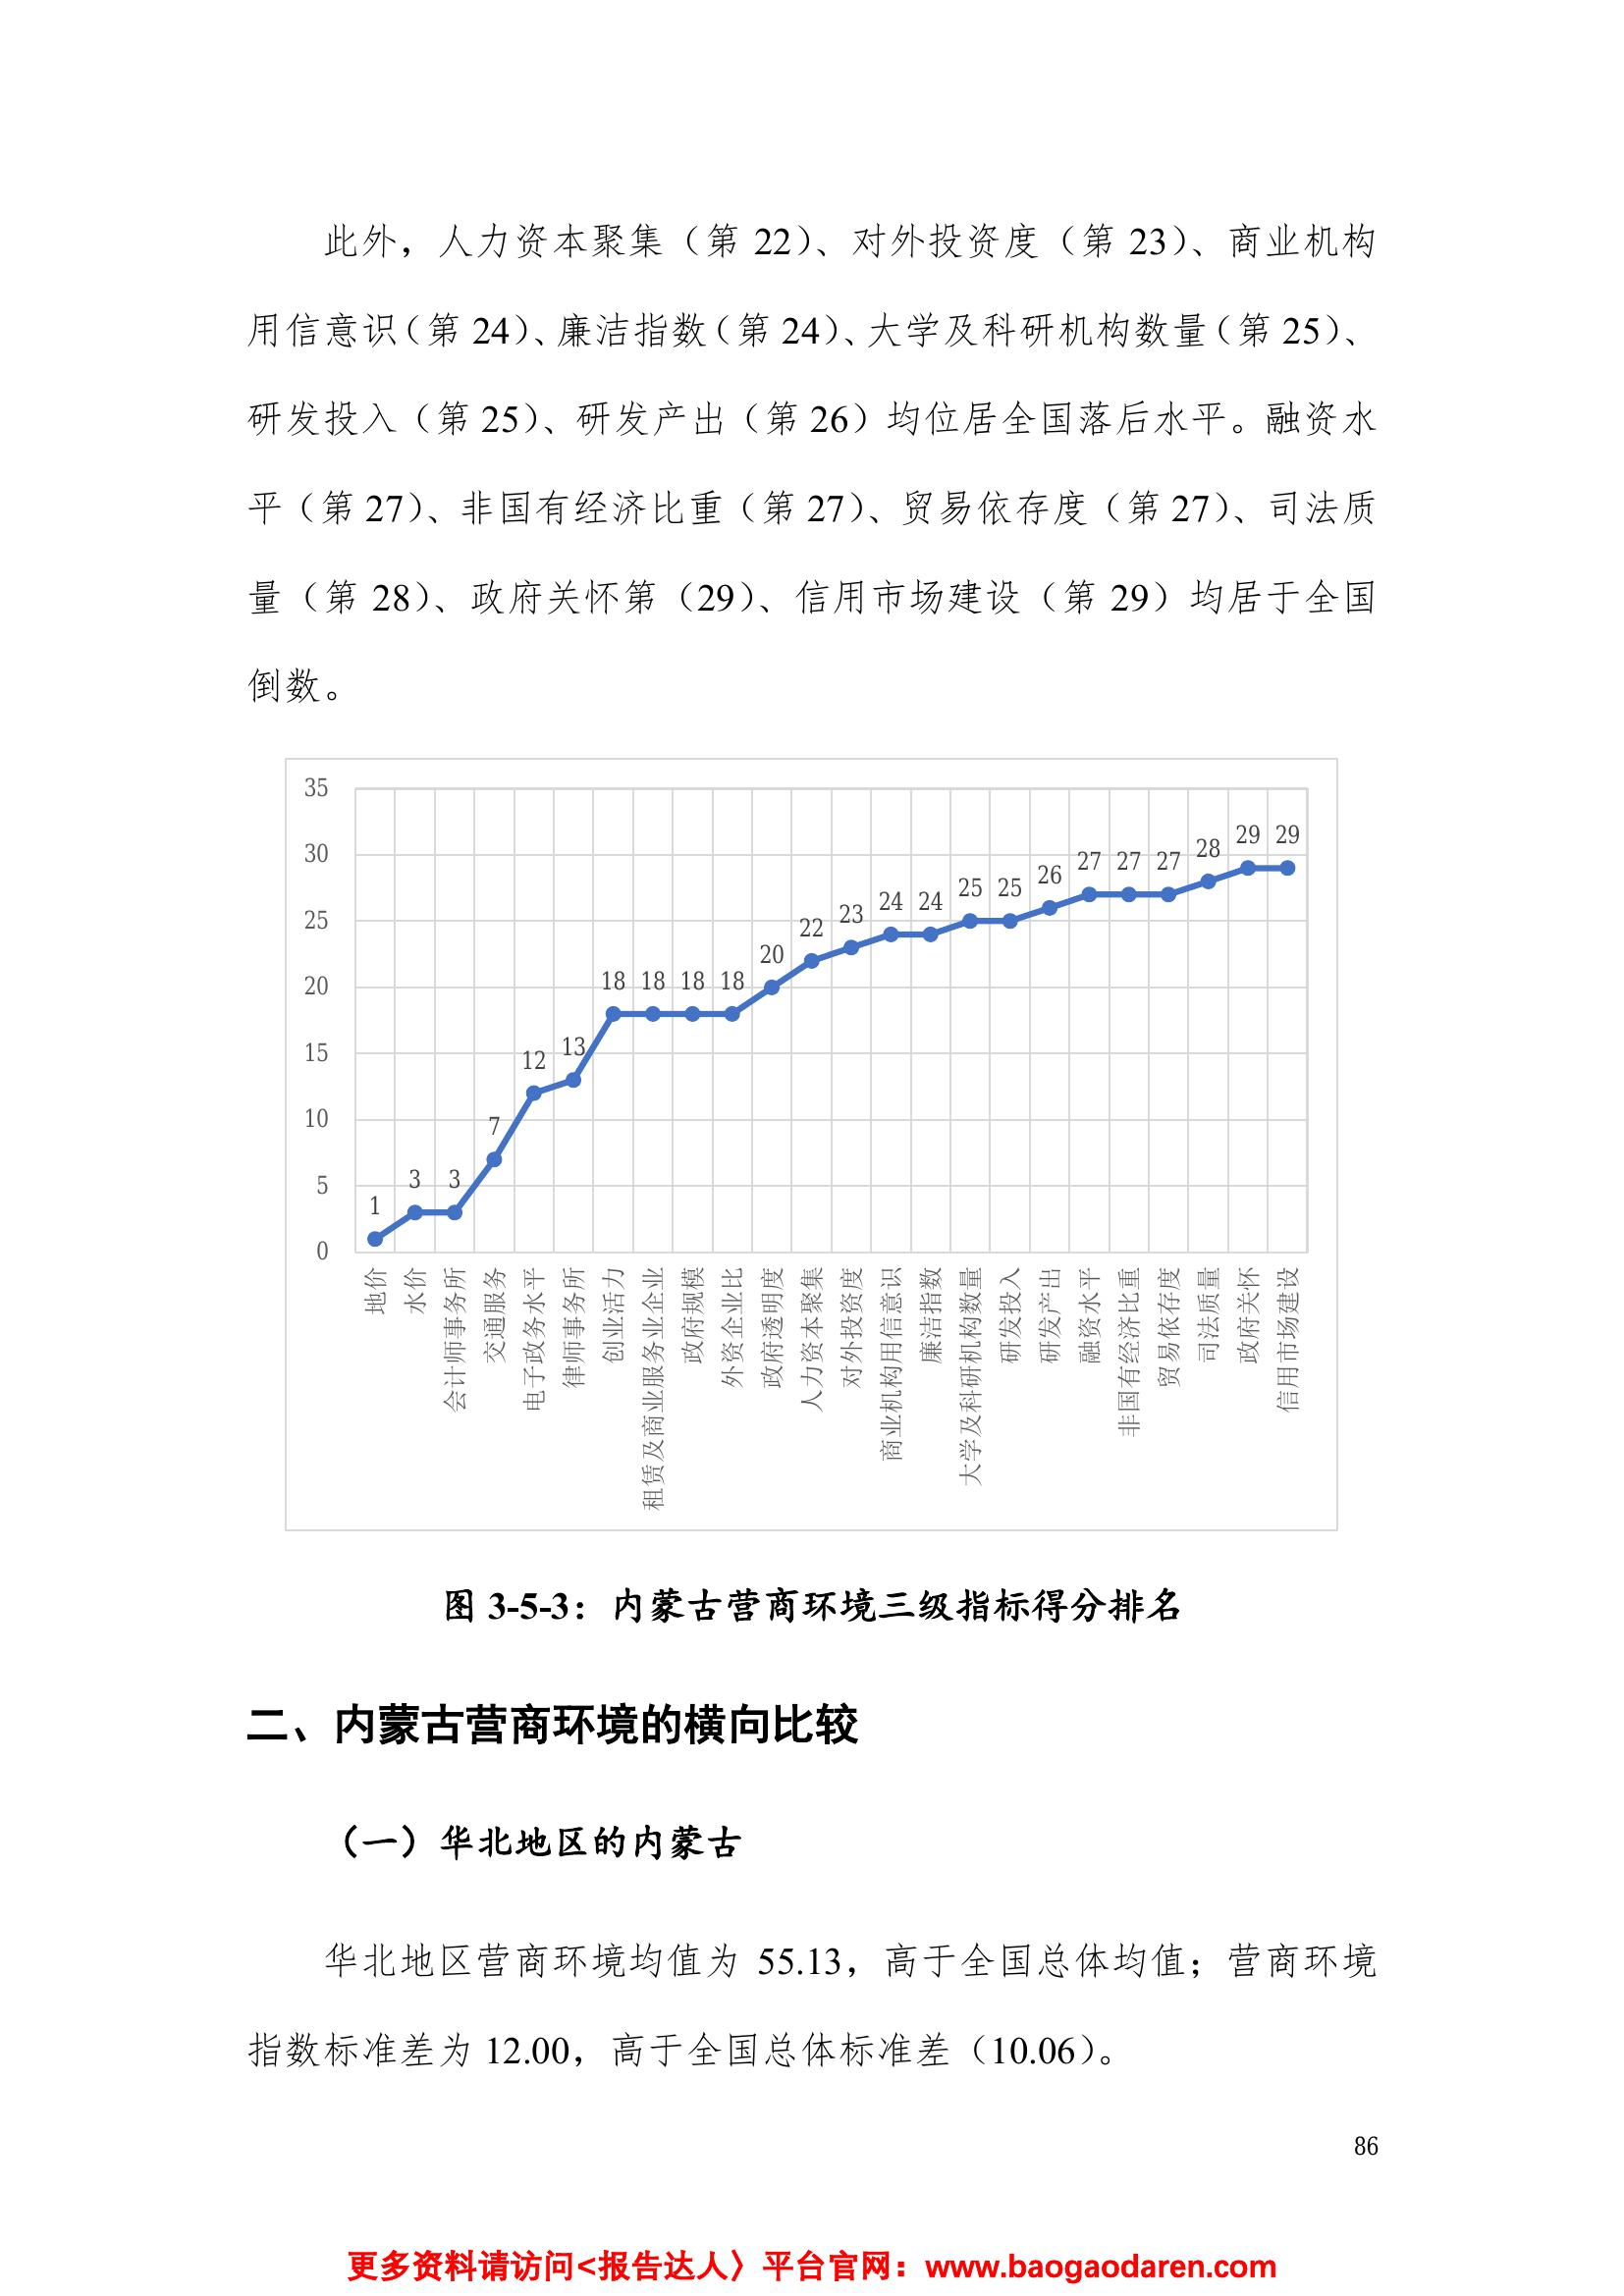 此外，人力资本聚集（第 22）、对外投资度（第 23）、商业机构
用信意识（第 24）、廉洁指数（第 24）、大学及科研机构数量（第 25）、
研发投入（第 25）、研发产出（第 26）均位居全国落后水平。融资水
平（第 27）、非国有经济比重（第 27）、贸易依存度（第 27）、司法质
量（第 28）、政府关怀第（29）、信用市场建设（第 29）均居于全国
倒数。
35
30
25
20
15
10
5
0
1
3
3
7
12
13
18
18
18
18
20
22
23
24
24
25
25
26
27
27
27
28
29
29
地价
水价
会计师事务所
交通服务
电子政务水平
律师事务所
创业活力
租赁及商业服务业企业
政府规模
外资企业比
政府透明度
人力资本聚集
对外投资度
商业机构用信意识
廉洁指数
大学及科研机构数量
研发投入
研发产出
融资水平
非国有经济比重
贸易依存度
司法质量
政府关怀
信用市场建设
图 3-5-3：内蒙古营商环境三级指标得分排名
二、内蒙古营商环境的横向比较
（一）华北地区的内蒙古
华北地区营商环境均值为 55.13，高于全国总体均值；营商环境
指数标准差为 12.00，高于全国总体标准差（10.06）。
86
更多资料请访问<报告达人〉平台官网：www.baogaodaren.com